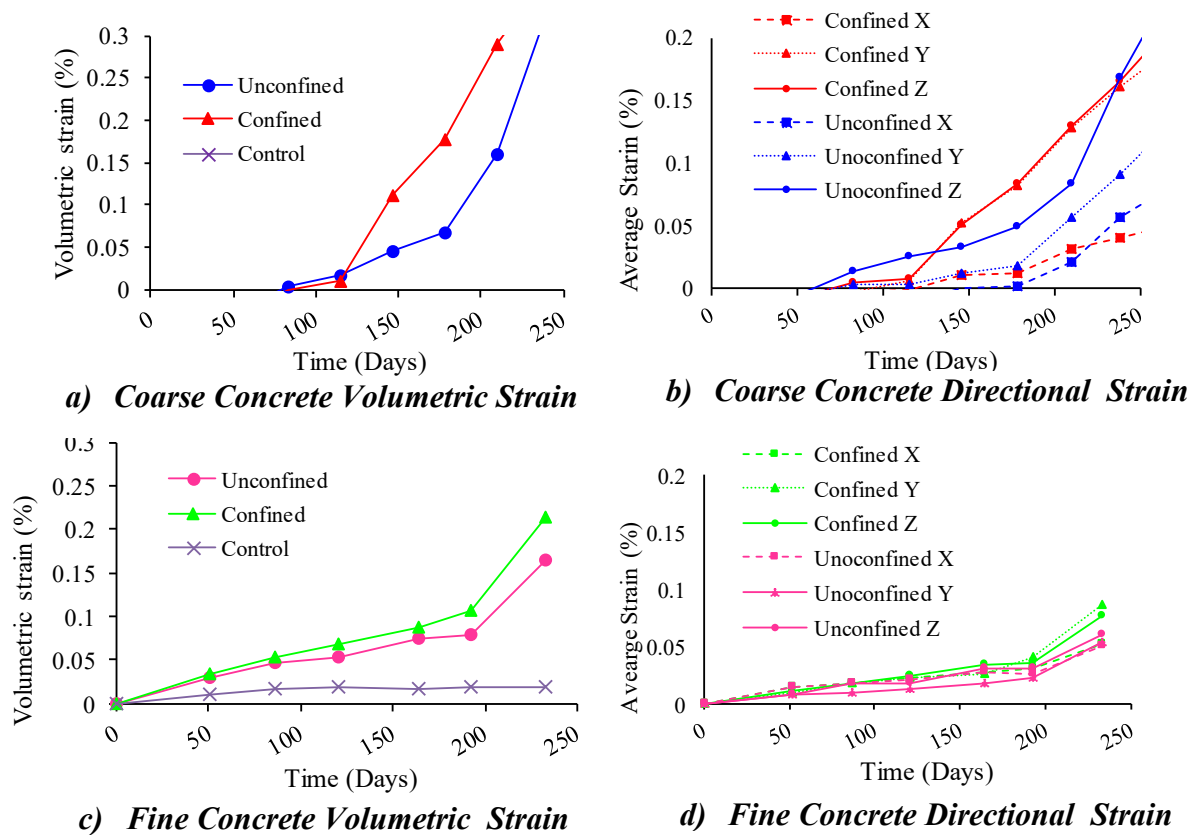 0.3
0.25
0.2
0.15
0.1
0.05
0
Volumetric strain (%)
Unconfined
Confined
Control
0
50
100
150
200
250
Time (Days)
a) Coarse Concrete Volumetric Strain
0.2
0.15
0.1
0.05
0
Average Starin (%)
Confined X
Confined Y
Confined Z
Unconfined X
Unoconfined Y
Unoconfined Z
0
50
100
150
200
250
Time (Days)
b) Coarse Concrete Directional Strain
0.3
0.25
0.2
0.15
0.1
0.05
0
Volumetric strain (%)
Unconfined
Confined
Control
0
50
100
150
200
250
Time (Days)
c) Fine Concrete Volumetric Strain
0.2
0.15
0.1
0.05
0
Avearge Strain (%)
Confined X
Confined Y
Confined Z
Unoconfined X
Unoconfined Y
Unconfined Z
0
50
100
150
200
250
Time (Days)
d) Fine Concrete Directional Strain